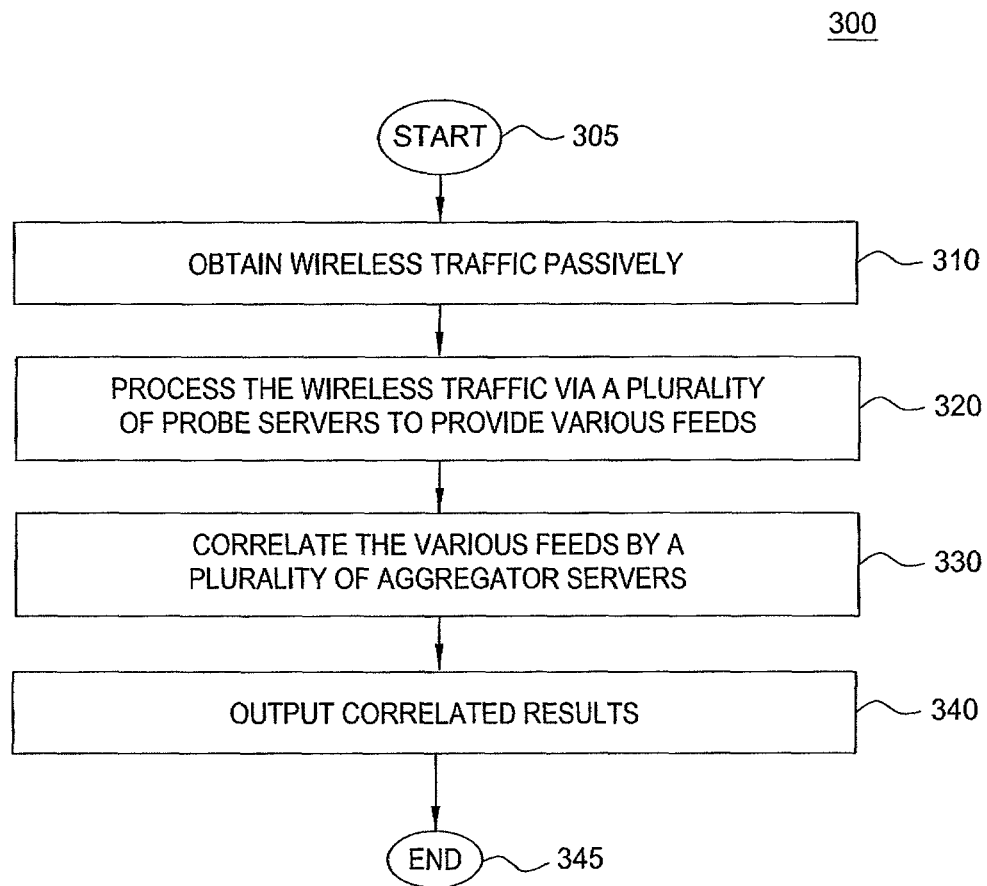 300
START
305
OBTAIN WIRELESS TRAFFIC PASSIVELY
310
PROCESS THE WIRELESS TRAFFIC VIA A PLURALITY
OF PROBE SERVERS TO PROVIDE VARIOUS FEEDS
320
CORRELATE THE VARIOUS FEEDS BY A
PLURALITY OF AGGREGATOR SERVERS
330
OUTPUT CORRELATED RESULTS
340
END
345